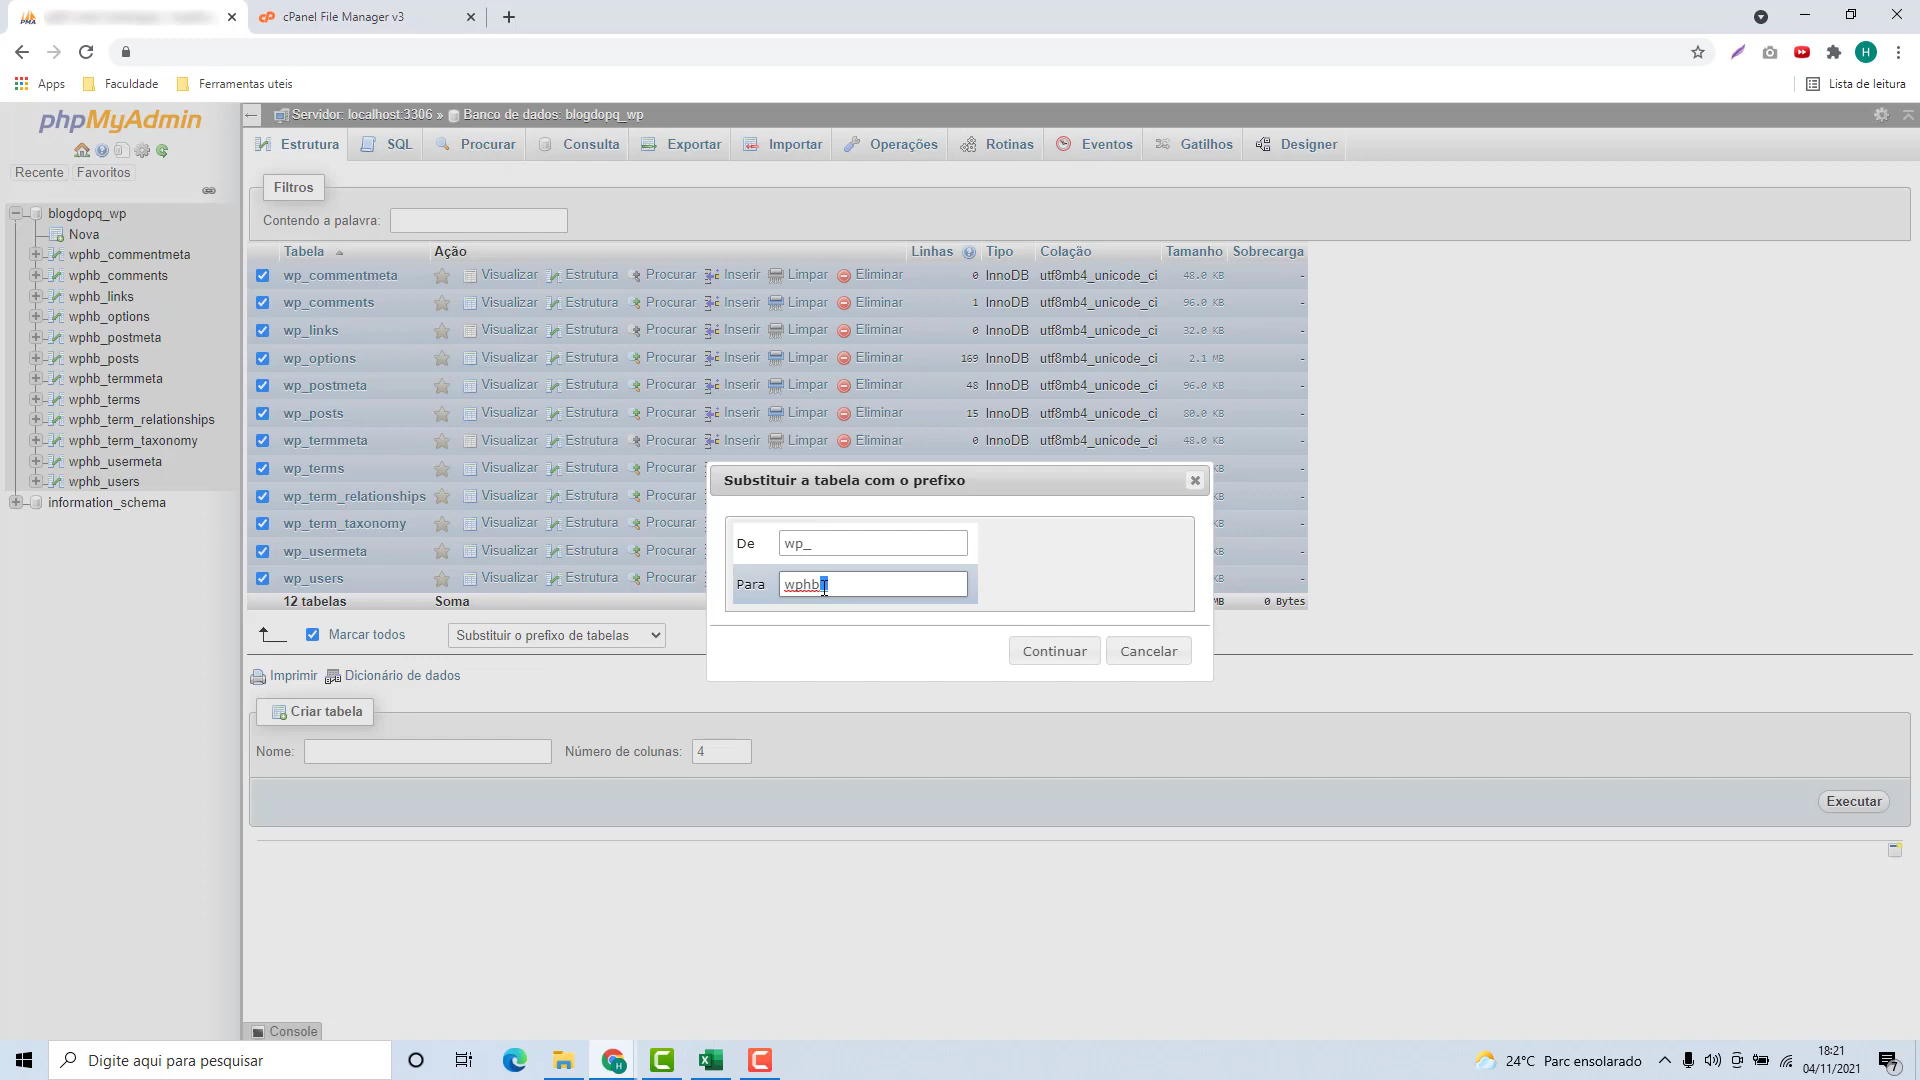 cPanel File Manager v3
Apps
Faculdade
Ferramentas uteis
Lista de leitura
phpMyAdmin
Recente
Favoritos
blogdopq_wp
Nova
wphb_commentmeta
wphb_comments
wphb_links
wphb_options
wphb_postmeta
wphb_posts
wphb_termmeta
wphb_terms
wphb_term_relationships
wphb_term_taxonomy
wphb_usermeta
wphb_users
information_schema
Servidor: localhost:3306 » Banco de dados: blogdopq_wp
Estrutura SQL Procurar Consulta Exportar Importar Operações Rotinas Eventos Gatilhos Designer
Filtros
Contendo a palavra:
Tabela Ação Linhas Tipo Colação Tamanho Sobrecarga
wp_commentmeta Visualizar Estrutura Procurar Inserir Limpar Eliminar 0 InnoDB utf8mb4_unicode_ci 48.0 KB -
wp_comments Visualizar Estrutura Procurar Inserir Limpar Eliminar 1 InnoDB utf8mb4_unicode_ci 96.0 KB -
wp_links Visualizar Estrutura Procurar Inserir Limpar Eliminar 0 InnoDB utf8mb4_unicode_ci 32.0 KB -
wp_options Visualizar Estrutura Procurar Inserir Limpar Eliminar 169 InnoDB utf8mb4_unicode_ci 2.1 MB -
wp_postmeta Visualizar Estrutura Procurar Inserir Limpar Eliminar 48 InnoDB utf8mb4_unicode_ci 96.0 KB -
wp_posts Visualizar Estrutura Procurar Inserir Limpar Eliminar 15 InnoDB utf8mb4_unicode_ci 80.0 KB -
wp_termmeta Visualizar Estrutura Procurar Inserir Limpar Eliminar 0 InnoDB utf8mb4_unicode_ci 48.0 KB -
wp_terms Visualizar Estrutura Procurar KB -
wp_term_relationships Visualizar Estrutura Procurar KB -
wp_term_taxonomy Visualizar Estrutura Procurar KB -
wp_usermeta Visualizar Estrutura Procurar KB -
wp_users Visualizar Estrutura Procurar KB -
12 tabelas Soma MB 0 Bytes
Substituir a tabela com o prefixo
De wp_
Para wphb
Continuar Cancelar
Marcar todos
Substituir o prefixo de tabelas
Imprimir Dicionário de dados
Criar tabela
Nome: Número de colunas: 4
Executar
Console
Digite aqui para pesquisar
24°C Parc ensolarado
18:21
04/11/2021
7